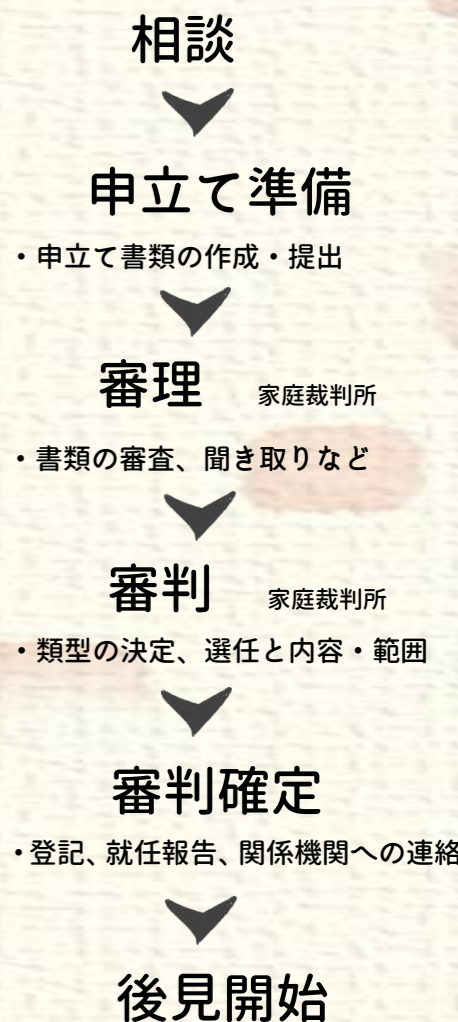 相談
申立て準備
・申立て書類の作成・提出
審理 家庭裁判所
・書類の審査、聞き取りなど
審判 家庭裁判所
・類型の決定、選任と内容・範囲
審判確定
・登記、就任報告、関係機関への連絡
後見開始